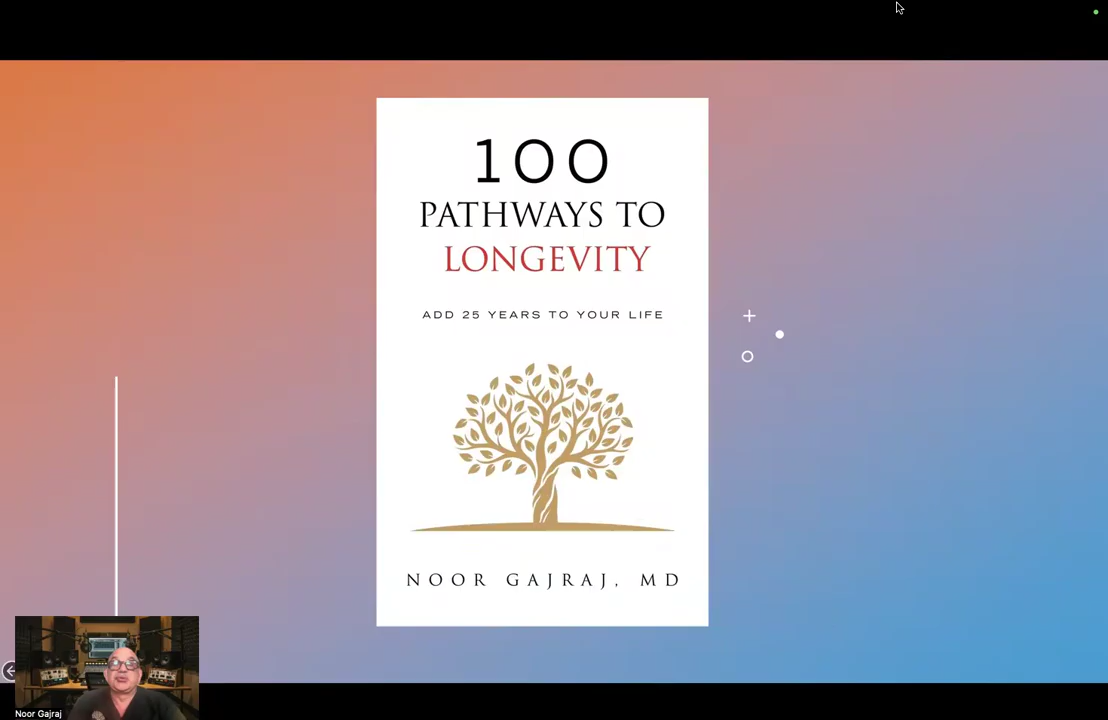 100
PATHWAYS TO
LONGEVITY
ADD 25 YEARS TO YOUR LIFE
NOOR GAJRAJ, MD
Noor Gajraj